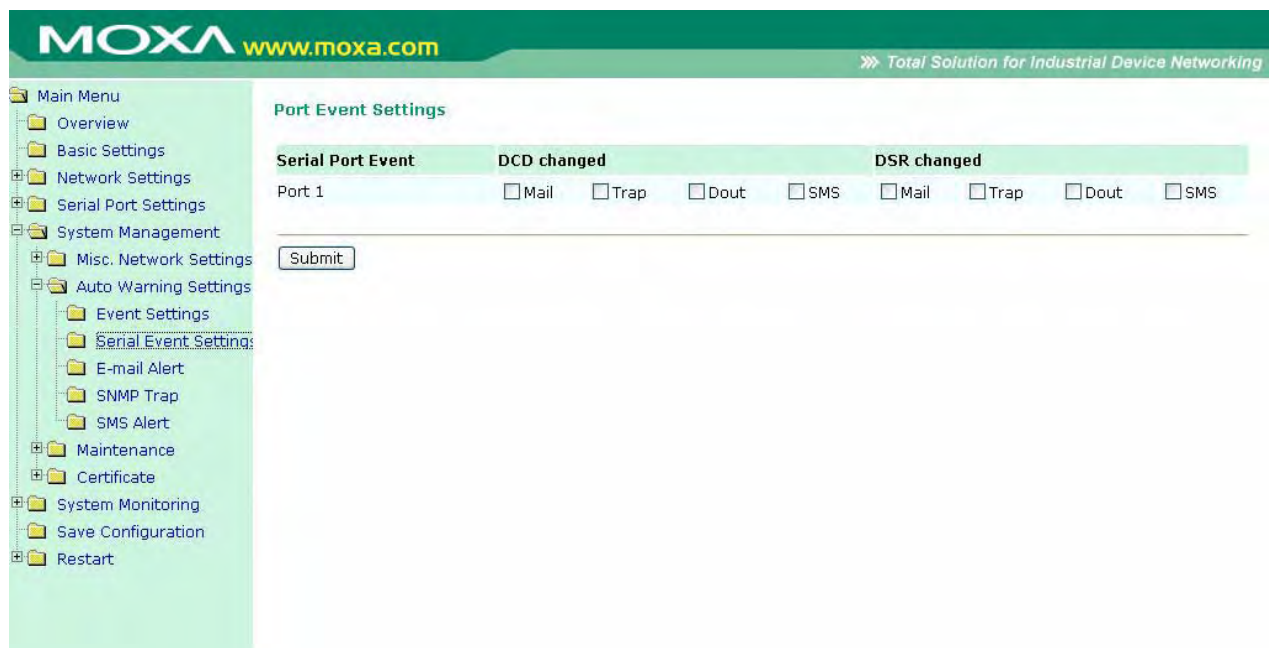 MOXA www.moxa.com
Total Solution for Industrial Device Networking
Main Menu
Overview
Basic Settings
Network Settings
Serial Port Settings
System Management
Misc. Network Settings
Auto Warning Settings
Event Settings
Serial Event Settings
E-mail Alert
SNMP Trap
SMS Alert
Maintenance
Certificate
System Monitoring
Save Configuration
Restart
Port Event Settings
Serial Port Event DCD changed DSR changed
Port 1 Mail Trap Dout SMS Mail Trap Dout SMS
Submit